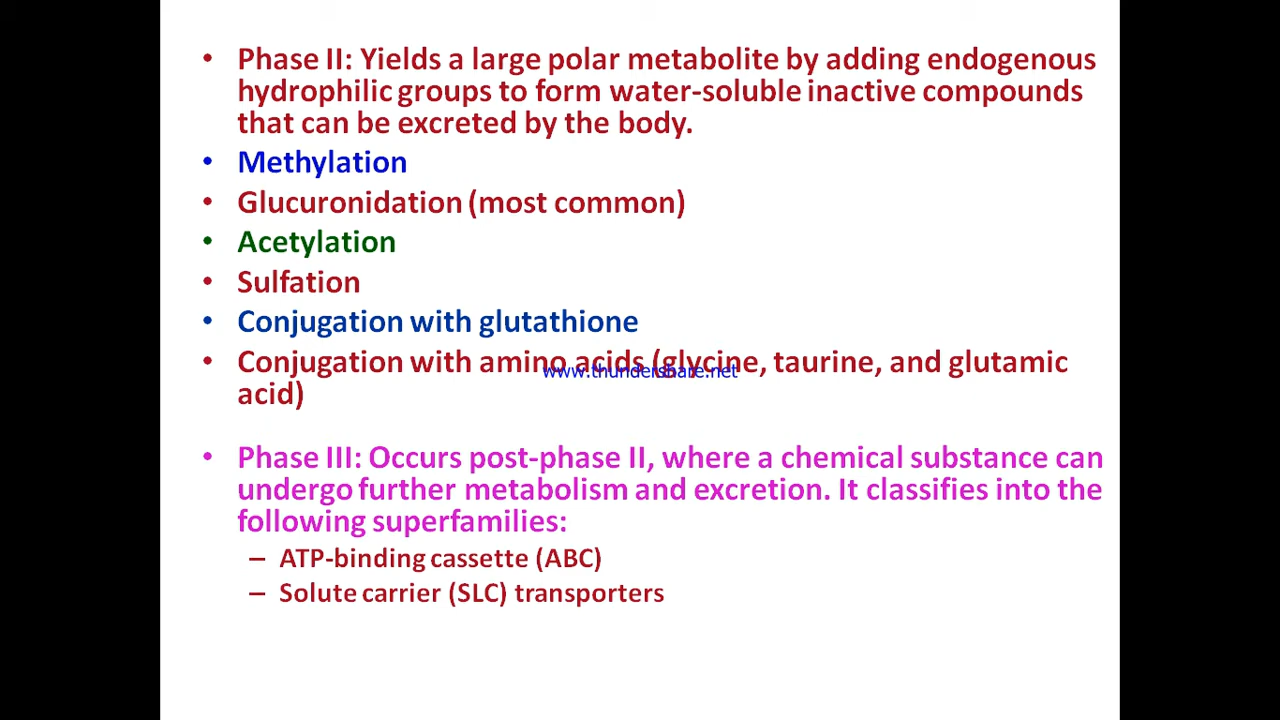 • Phase II: Yields a large polar metabolite by adding endogenous
hydrophilic groups to form water-soluble inactive compounds
that can be excreted by the body.
• Methylation
• Glucuronidation (most common)
• Acetylation
• Sulfation
• Conjugation with glutathione
• Conjugation with amino acids (glycine, taurine, and glutamic
www.thundershare.net
acid)
• Phase III: Occurs post-phase II, where a chemical substance can
undergo further metabolism and excretion. It classifies into the
following superfamilies:
– ATP-binding cassette (ABC)
– Solute carrier (SLC) transporters